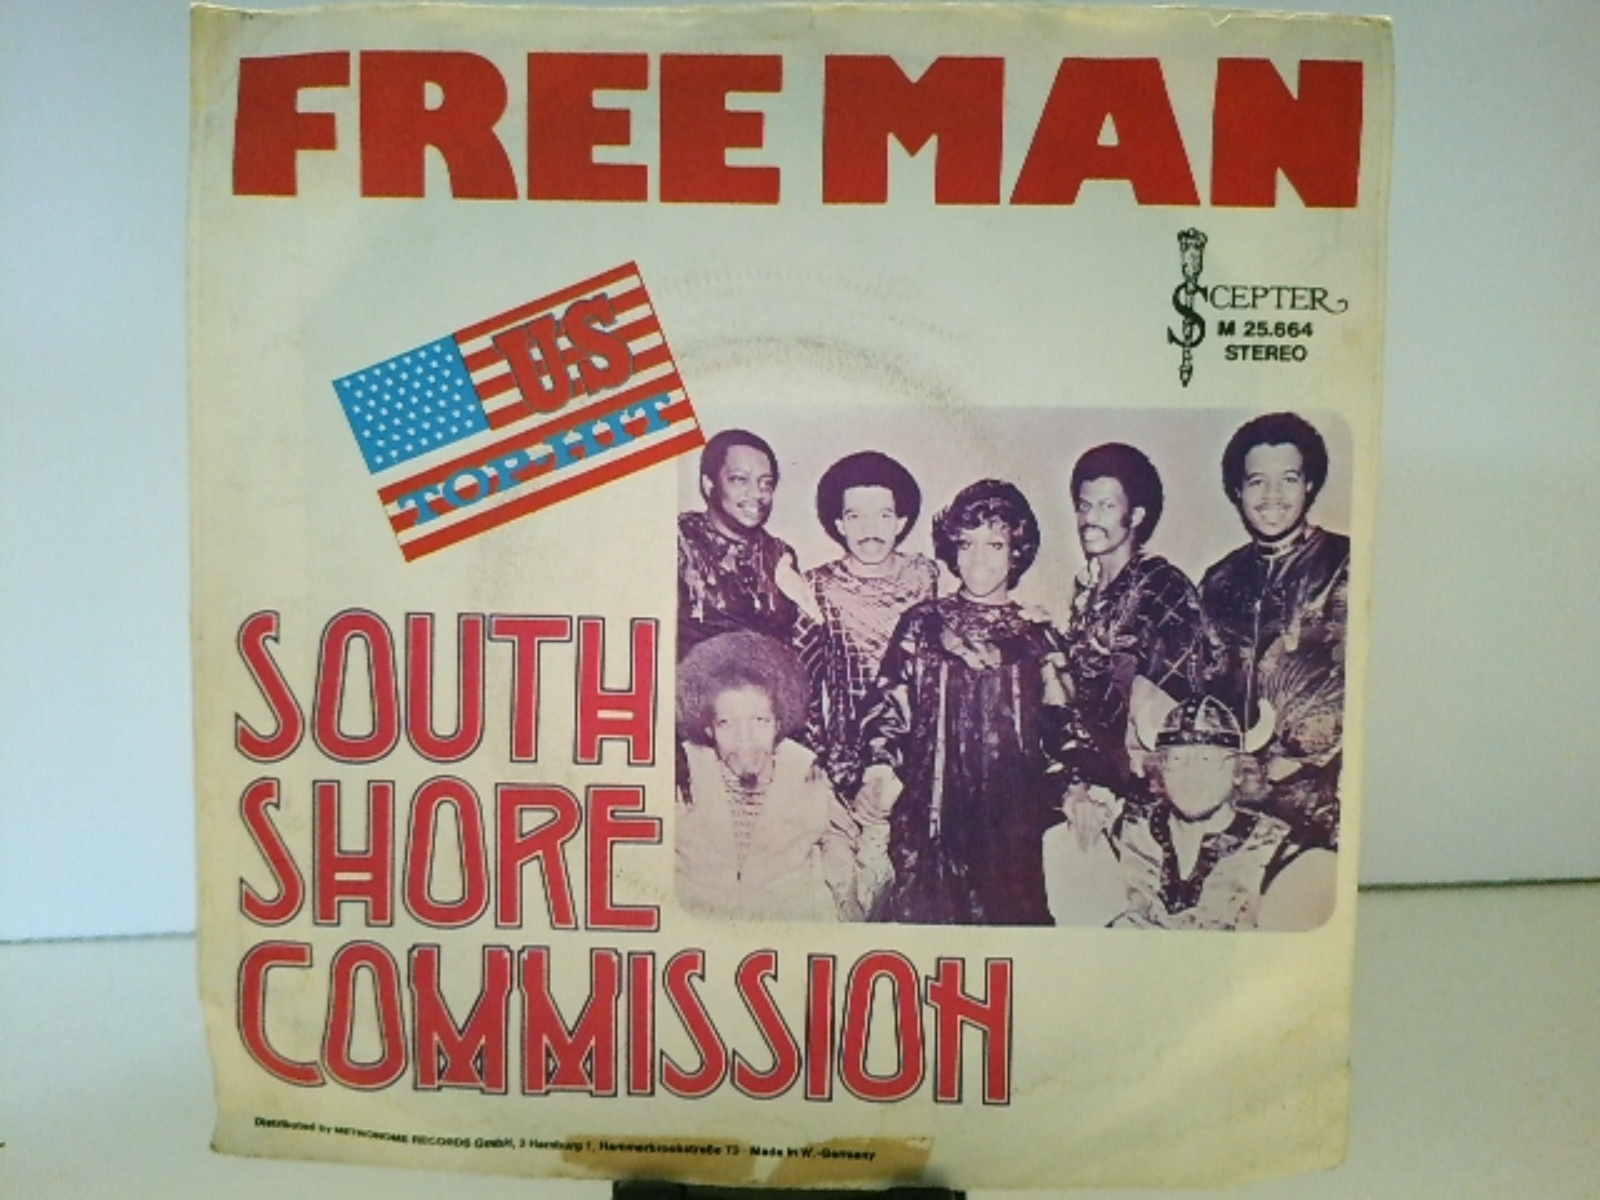 FREE MAN
SCEPTER
M 25.664
STEREO
US
TOP-HIT
SOUTH
SHORE
COMMISSION
Distributed by METRONOME RECORDS GmbH, 2 Hamburg 1, Hammerbrookstraße 73 · Made in W.-Germany